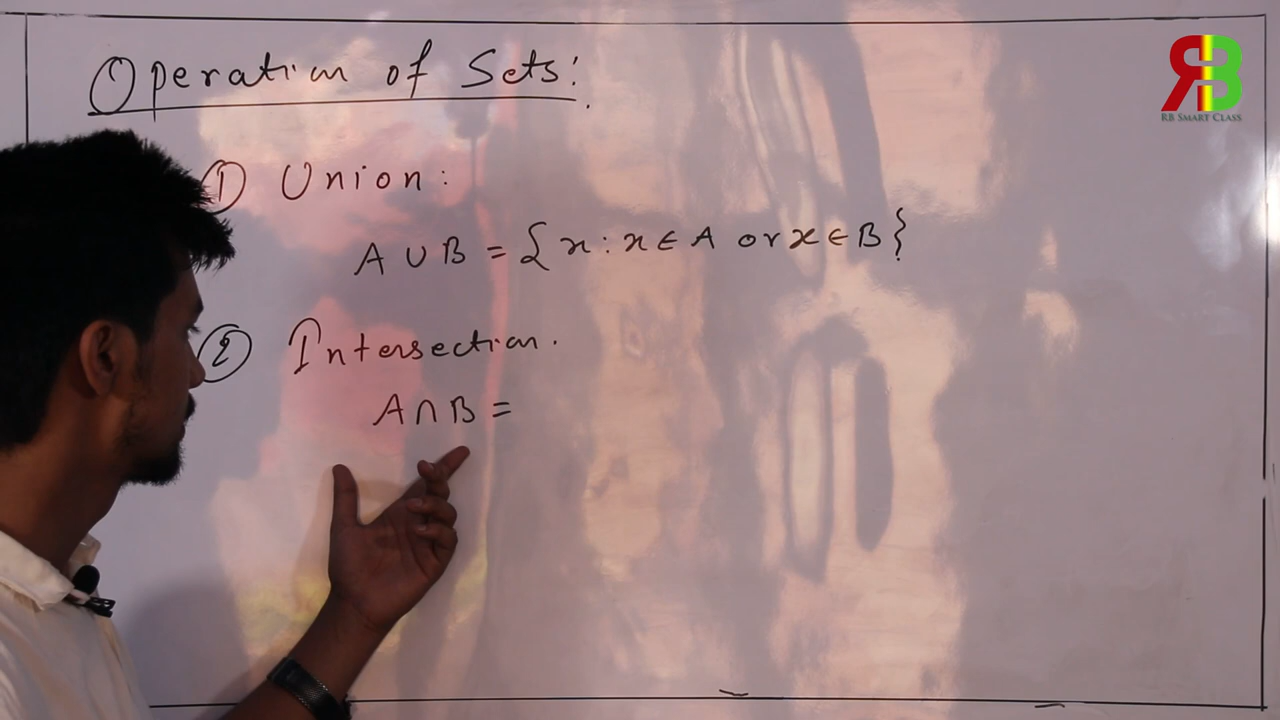 Operation of Sets:
① Union:
A ∪ B = { x : x ∈ A or x ∈ B }
② Intersection.
A ∩ B =
RB
RB SMART CLASS